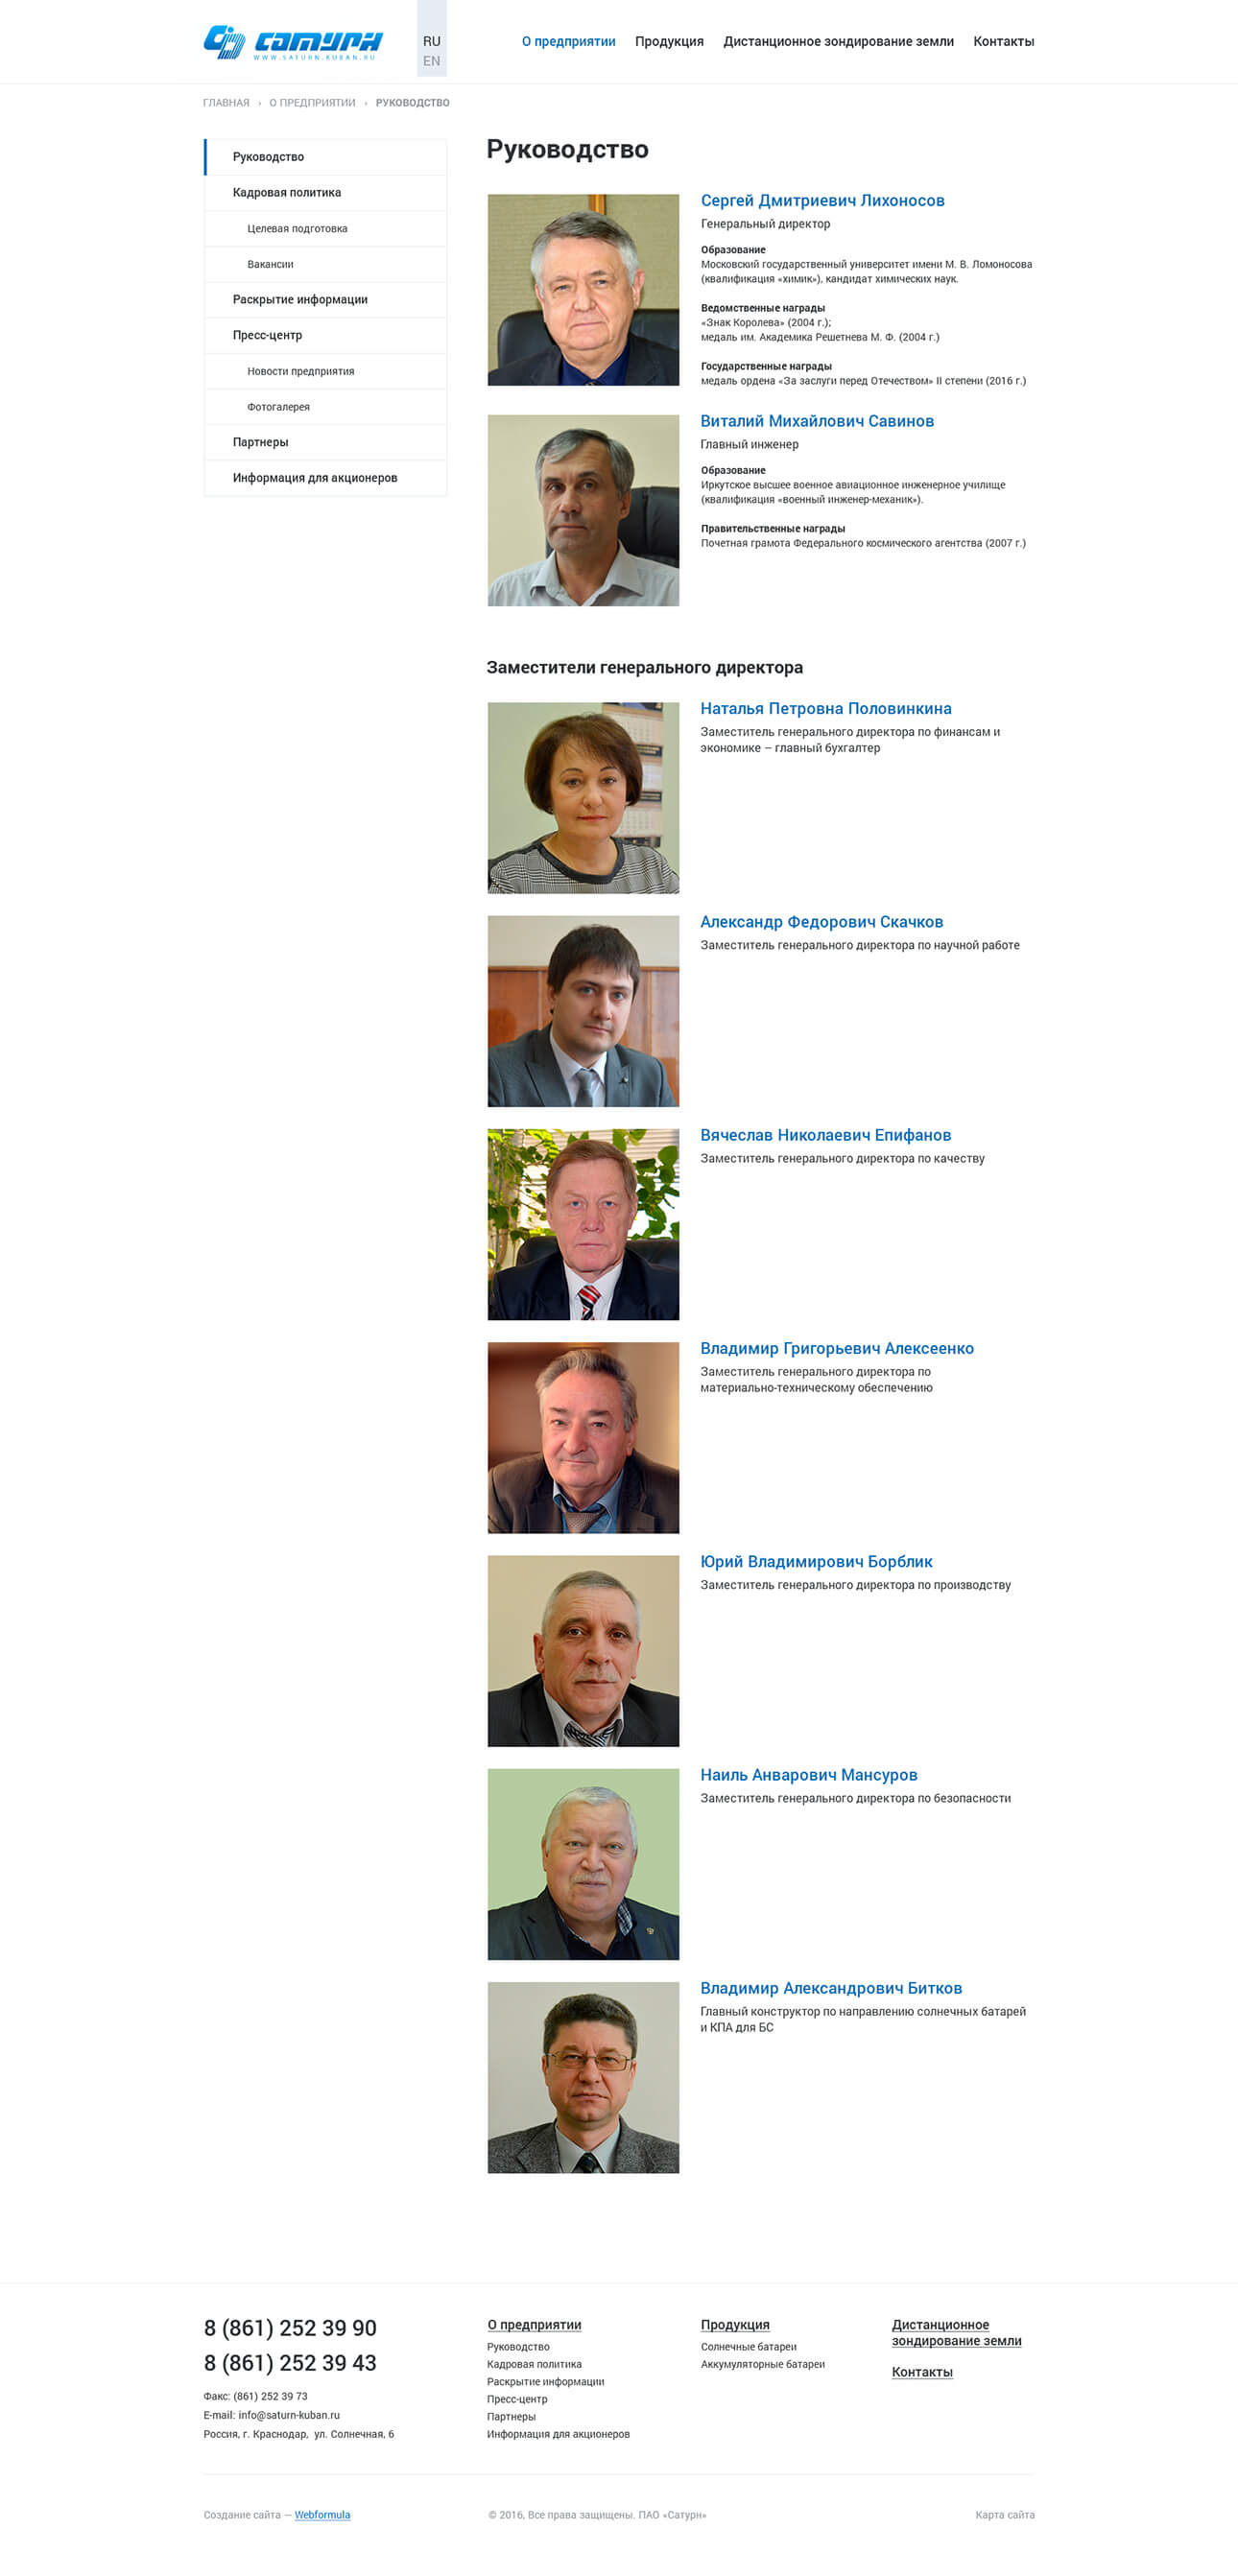 Сатурн
WWW.SATURN.KUBAN.RU
RU
EN
О предприятии Продукция Дистанционное зондирование земли Контакты
ГЛАВНАЯ › О ПРЕДПРИЯТИИ › РУКОВОДСТВО
Руководство
Кадровая политика
Целевая подготовка
Вакансии
Раскрытие информации
Пресс-центр
Новости предприятия
Фотогалерея
Партнеры
Информация для акционеров
Руководство
Сергей Дмитриевич Лихоносов
Генеральный директор
Образование
Московский государственный университет имени М. В. Ломоносова
(квалификация «химик»), кандидат химических наук.
Ведомственные награды
«Знак Королева» (2004 г.);
медаль им. Академика Решетнева М. Ф. (2004 г.)
Государственные награды
медаль ордена «За заслуги перед Отечеством» II степени (2016 г.)
Виталий Михайлович Савинов
Главный инженер
Образование
Иркутское высшее военное авиационное инженерное училище
(квалификация «военный инженер-механик»).
Правительственные награды
Почетная грамота Федерального космического агентства (2007 г.)
Заместители генерального директора
Наталья Петровна Половинкина
Заместитель генерального директора по финансам и
экономике – главный бухгалтер
Александр Федорович Скачков
Заместитель генерального директора по научной работе
Вячеслав Николаевич Епифанов
Заместитель генерального директора по качеству
Владимир Григорьевич Алексеенко
Заместитель генерального директора по
материально-техническому обеспечению
Юрий Владимирович Борблик
Заместитель генерального директора по производству
Наиль Анварович Мансуров
Заместитель генерального директора по безопасности
Владимир Александрович Битков
Главный конструктор по направлению солнечных батарей
и КПА для БС
8 (861) 252 39 90
8 (861) 252 39 43
Факс: (861) 252 39 73
E-mail: info@saturn-kuban.ru
Россия, г. Краснодар, ул. Солнечная, 6
О предприятии
Руководство
Кадровая политика
Раскрытие информации
Пресс-центр
Партнеры
Информация для акционеров
Продукция
Солнечные батареи
Аккумуляторные батареи
Дистанционное
зондирование земли
Контакты
Создание сайта — Webformula
© 2016, Все права защищены. ПАО «Сатурн»
Карта сайта